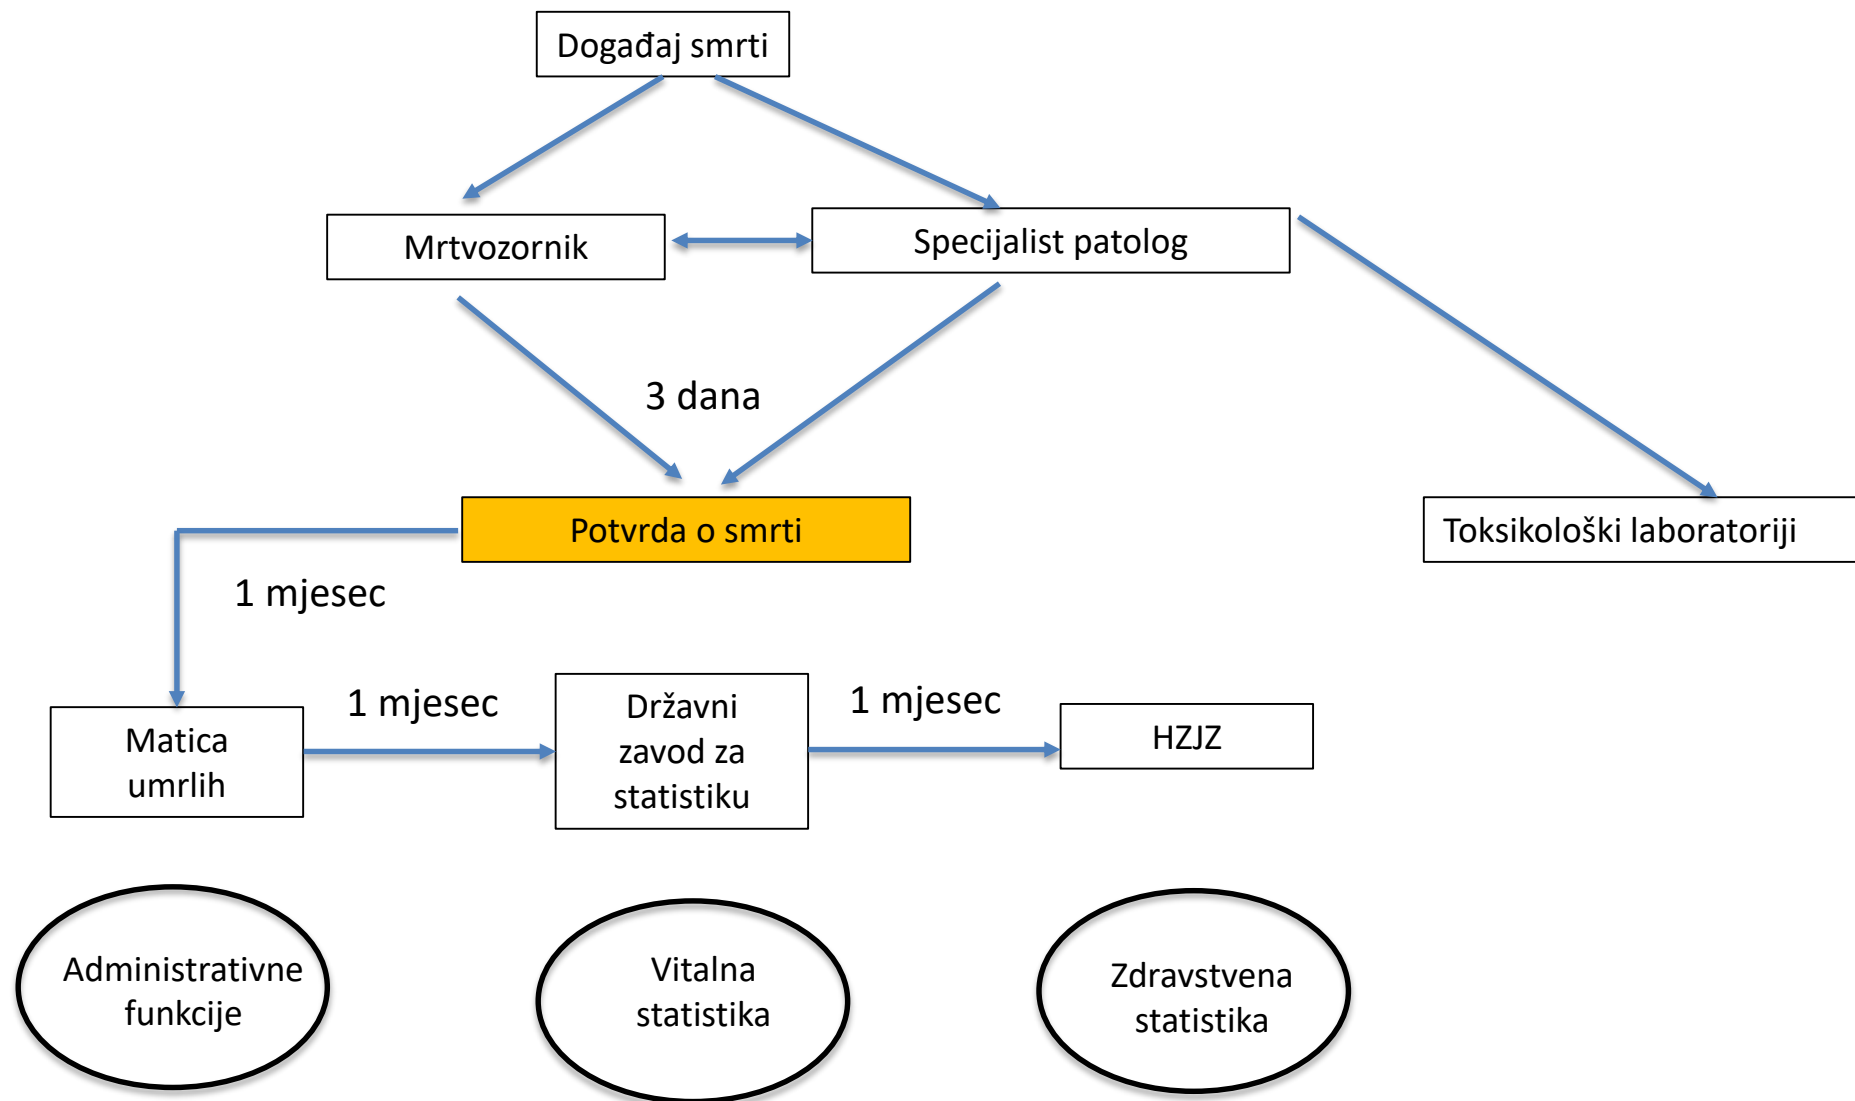 Događaj smrti
Mrtvozornik
Specijalist patolog
3 dana
Potvrda o smrti
Toksikološki laboratoriji
1 mjesec
1 mjesec
1 mjesec
Matica
umrlih
Državni
zavod za
statistiku
HZJZ
Administrativne
funkcije
Vitalna
statistika
Zdravstvena
statistika